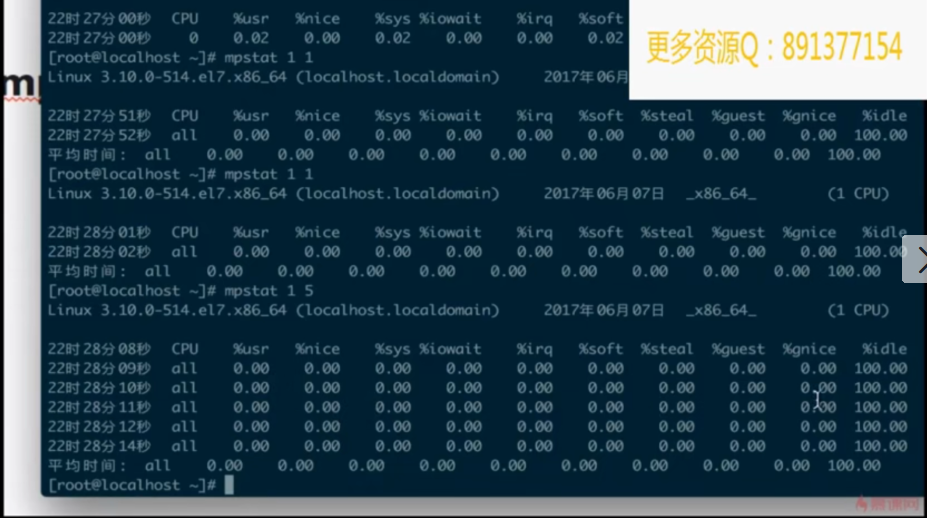 22时27分00秒 CPU %usr %nice %sys %iowait %irq %soft
22时27分00秒 0 0.02 0.00 0.02 0.00 0.00 0.02
更多资源Q：891377154
[root@localhost ~]# mpstat 1 1
Linux 3.10.0-514.el7.x86_64 (localhost.localdomain) 2017年06月
m
22时27分51秒 CPU %usr %nice %sys %iowait %irq %soft %steal %guest %gnice %idle
22时27分52秒 all 0.00 0.00 0.00 0.00 0.00 0.00 0.00 0.00 0.00 100.00
平均时间: all 0.00 0.00 0.00 0.00 0.00 0.00 0.00 0.00 0.00 100.00
[root@localhost ~]# mpstat 1 1
Linux 3.10.0-514.el7.x86_64 (localhost.localdomain) 2017年06月07日 _x86_64_ (1 CPU)
22时28分01秒 CPU %usr %nice %sys %iowait %irq %soft %steal %guest %gnice %idle
22时28分02秒 all 0.00 0.00 0.00 0.00 0.00 0.00 0.00 0.00 0.00 100.00
平均时间: all 0.00 0.00 0.00 0.00 0.00 0.00 0.00 0.00 0.00 100.00
[root@localhost ~]# mpstat 1 5
Linux 3.10.0-514.el7.x86_64 (localhost.localdomain) 2017年06月07日 _x86_64_ (1 CPU)
22时28分08秒 CPU %usr %nice %sys %iowait %irq %soft %steal %guest %gnice %idle
22时28分09秒 all 0.00 0.00 0.00 0.00 0.00 0.00 0.00 0.00 0.00 100.00
22时28分10秒 all 0.00 0.00 0.00 0.00 0.00 0.00 0.00 0.00 0.00 100.00
22时28分11秒 all 0.00 0.00 0.00 0.00 0.00 0.00 0.00 0.00 0.00 100.00
22时28分12秒 all 0.00 0.00 0.00 0.00 0.00 0.00 0.00 0.00 0.00 100.00
22时28分14秒 all 0.00 0.00 0.00 0.00 0.00 0.00 0.00 0.00 0.00 100.00
平均时间: all 0.00 0.00 0.00 0.00 0.00 0.00 0.00 0.00 0.00 100.00
[root@localhost ~]#
慕课网